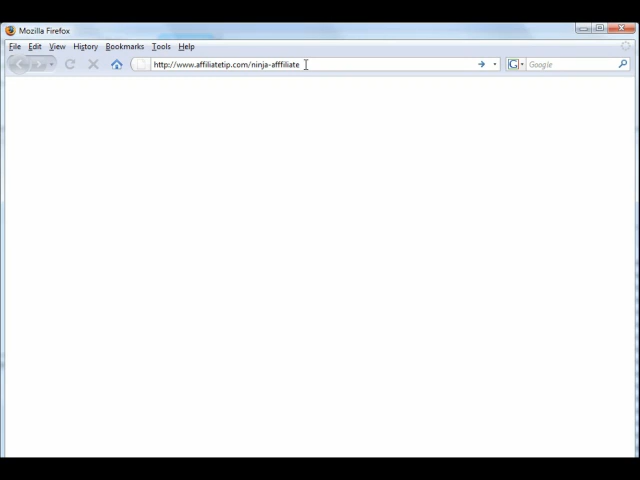 Mozilla Firefox
File Edit View History Bookmarks Tools Help
http://www.affiliatetip.com/ninja-afffiliate
G Google